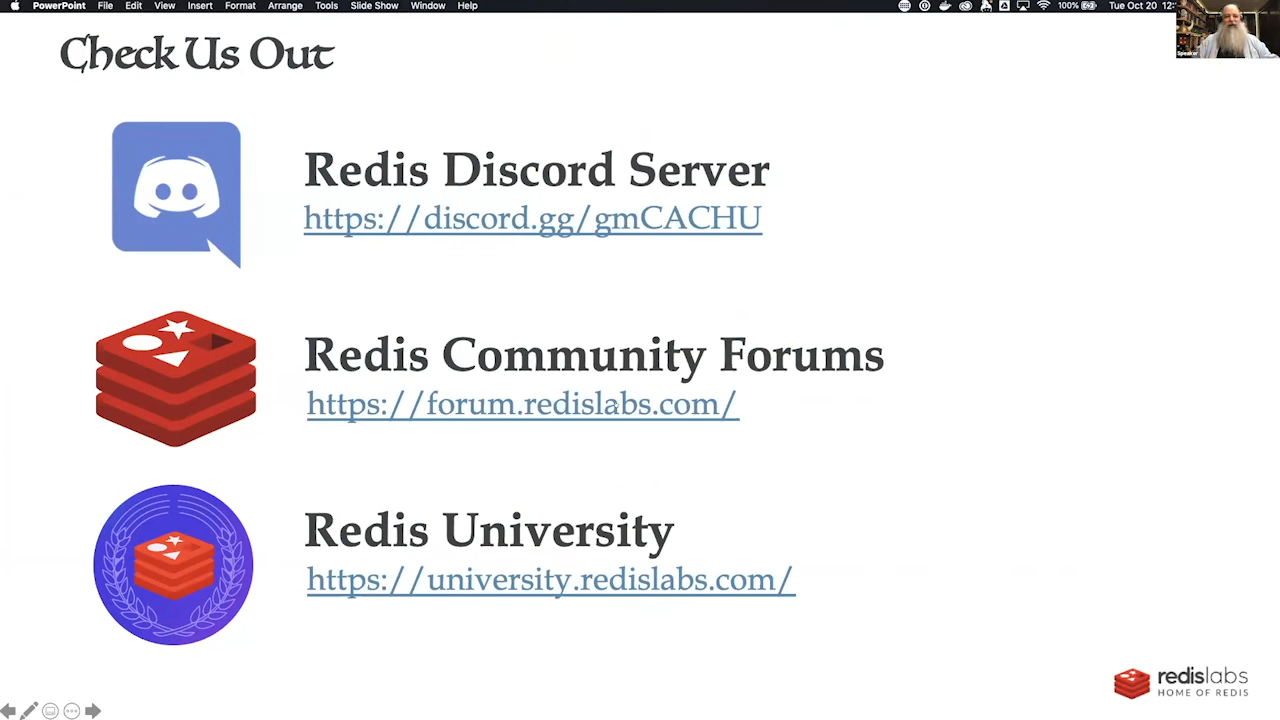 PowerPoint File Edit View Insert Format Arrange Tools Slide Show Window Help 100% Tue Oct 20
Speaker
Check Us Out
Redis Discord Server
https://discord.gg/gmCACHU
Redis Community Forums
https://forum.redislabs.com/
Redis University
https://university.redislabs.com/
redislabs
HOME OF REDIS